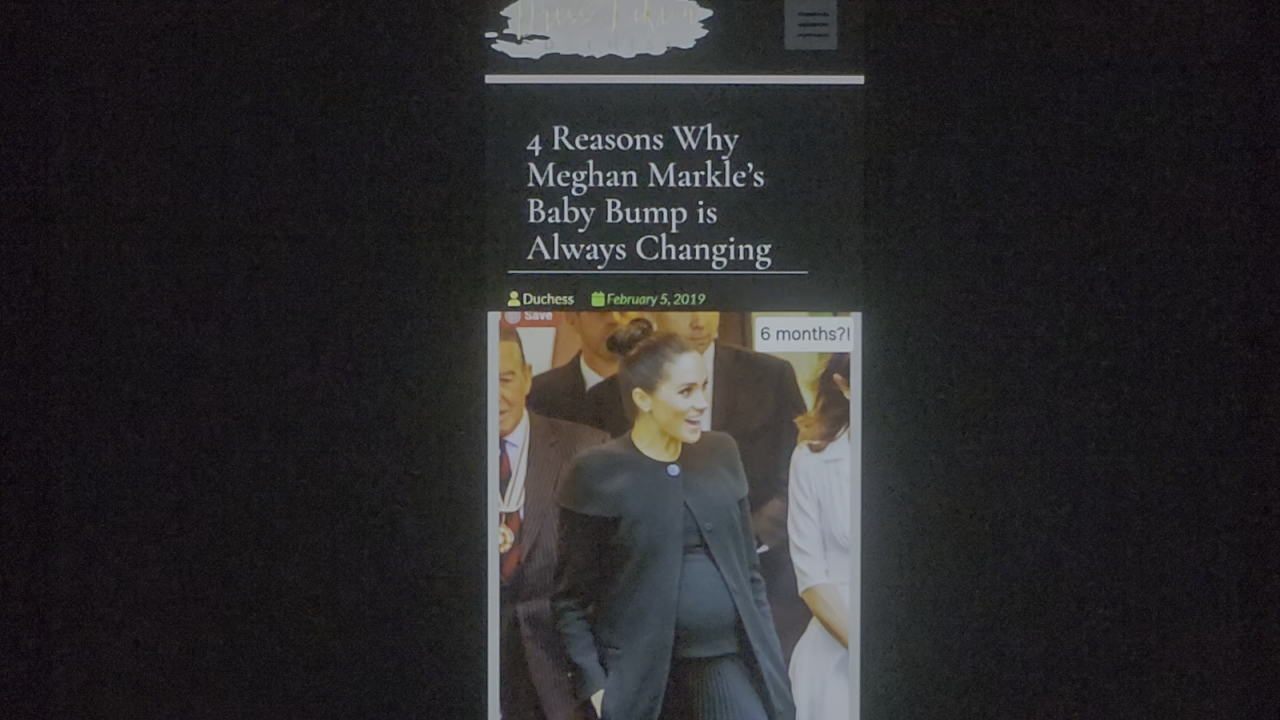 4 Reasons Why
Meghan Markle's
Baby Bump is
Always Changing
Duchess February 5, 2019
Save
6 months?!